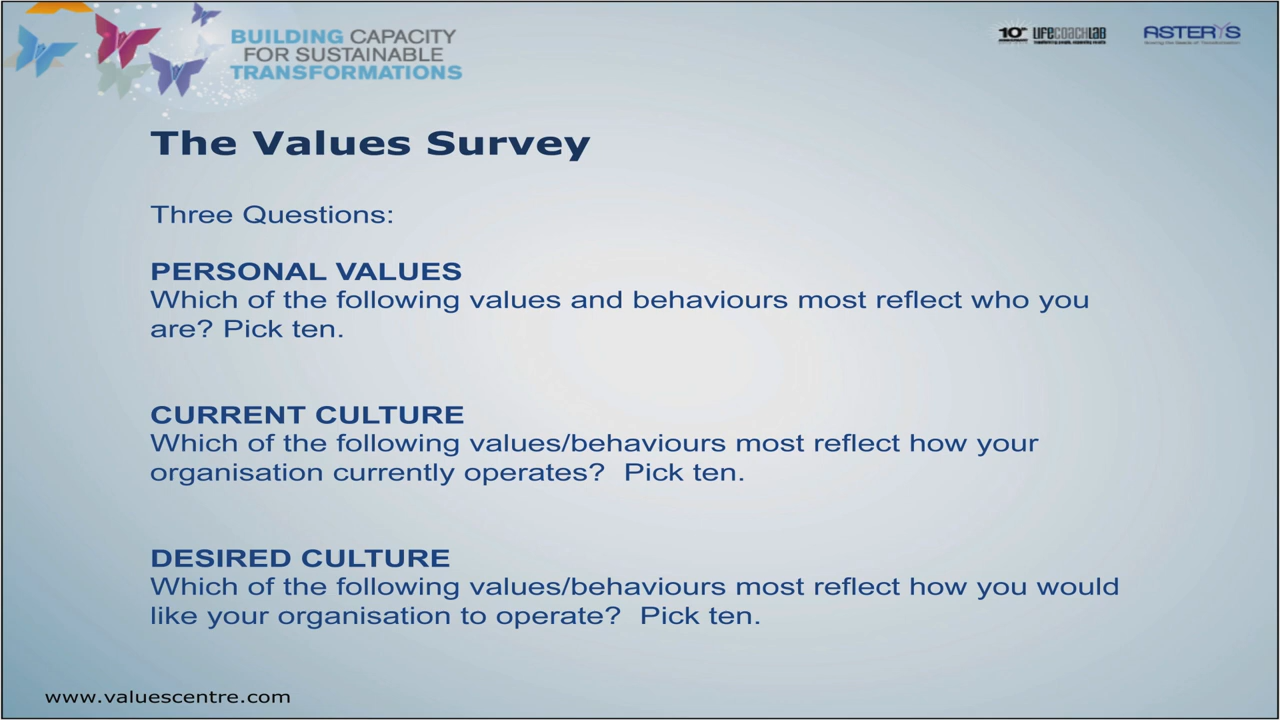 BUILDING CAPACITY
FOR SUSTAINABLE
TRANSFORMATIONS
10 LIFECOACHLAB
ASTERYS
The Values Survey
Three Questions:
PERSONAL VALUES
Which of the following values and behaviours most reflect who you
are? Pick ten.
CURRENT CULTURE
Which of the following values/behaviours most reflect how your
organisation currently operates?  Pick ten.
DESIRED CULTURE
Which of the following values/behaviours most reflect how you would
like your organisation to operate?  Pick ten.
www.valuescentre.com